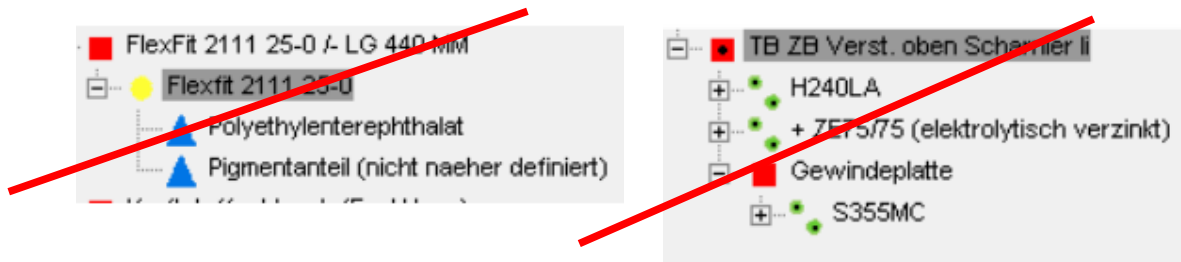 FlexFit 2111 25-0 /- LG 440 MM
Flexfit 2111 25-0
Polyethylenterephthalat
Pigmentanteil (nicht naeher definiert)
TB ZB Verst. oben Scharnier li
H240LA
+ ZE75/75 (elektrolytisch verzinkt)
Gewindeplatte
S355MC